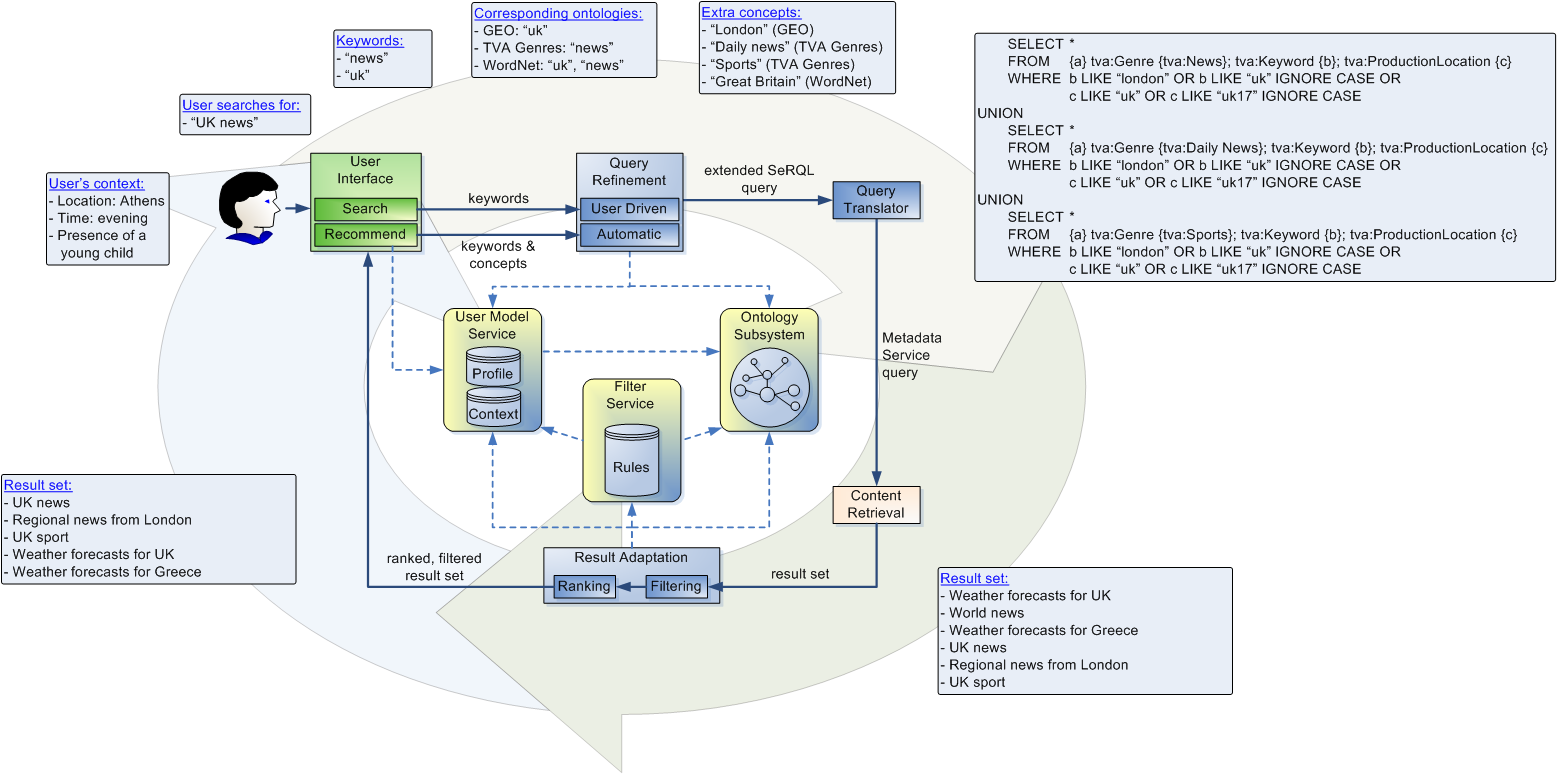 Corresponding ontologies:
- GEO: “uk”
- TVA Genres: “news”
- WordNet: “uk”, “news”
Extra concepts:
- “London” (GEO)
- “Daily news” (TVA Genres)
- “Sports” (TVA Genres)
- “Great Britain” (WordNet)
Keywords:
- “news”
- “uk”
User searches for:
- “UK news”
SELECT *
FROM {a} tva:Genre {tva:News}; tva:Keyword {b}; tva:ProductionLocation {c}
WHERE b LIKE “london” OR b LIKE “uk” IGNORE CASE OR
c LIKE “uk” OR c LIKE “uk17” IGNORE CASE
UNION
SELECT *
FROM {a} tva:Genre {tva:Daily News}; tva:Keyword {b}; tva:ProductionLocation {c}
WHERE b LIKE “london” OR b LIKE “uk” IGNORE CASE OR
c LIKE “uk” OR c LIKE “uk17” IGNORE CASE
UNION
SELECT *
FROM {a} tva:Genre {tva:Sports}; tva:Keyword {b}; tva:ProductionLocation {c}
WHERE b LIKE “london” OR b LIKE “uk” IGNORE CASE OR
c LIKE “uk” OR c LIKE “uk17” IGNORE CASE
User’s context:
- Location: Athens
- Time: evening
- Presence of a
young child
User
Interface
Search
Recommend
keywords
keywords &
concepts
Query
Refinement
User Driven
Automatic
extended SeRQL
query
Query
Translator
User Model
Service
Profile
Context
Filter
Service
Rules
Ontology
Subsystem
Metadata
Service
query
Content
Retrieval
Result set:
- UK news
- Regional news from London
- UK sport
- Weather forecasts for UK
- Weather forecasts for Greece
ranked, filtered
result set
Result Adaptation
Ranking
Filtering
result set
Result set:
- Weather forecasts for UK
- World news
- Weather forecasts for Greece
- UK news
- Regional news from London
- UK sport